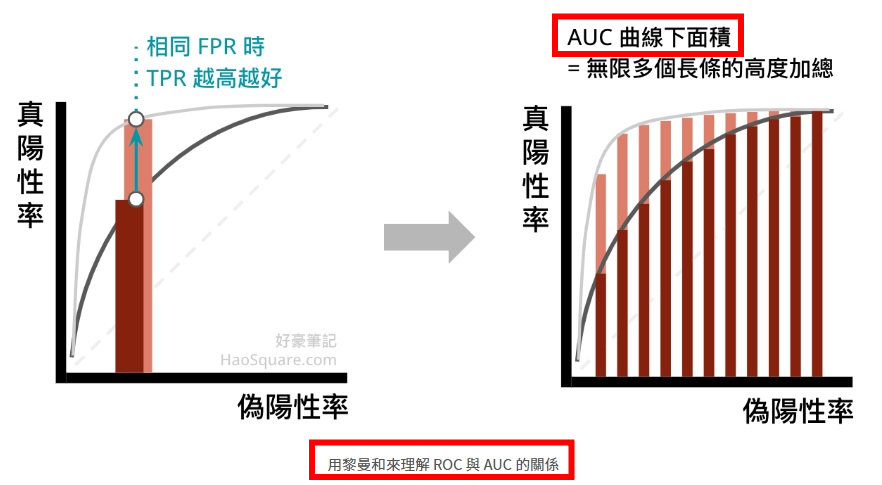 相同 FPR 時
TPR 越高越好
真陽性率
偽陽性率
好豪筆記
HaoSquare.com
AUC 曲線下面積
= 無限多個長條的高度加總
真陽性率
偽陽性率
用黎曼和來理解 ROC 與 AUC 的關係